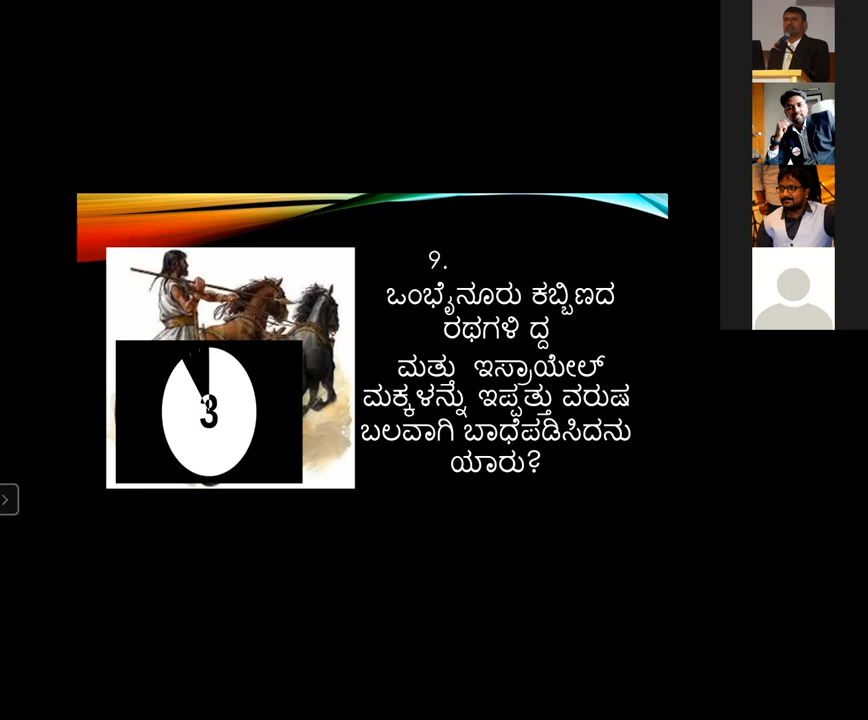 9.
ಒಂಭೈನೂರು ಕಬ್ಬಿಣದ
ರಥಗಳಿ ದ್ದ
ಮತ್ತು ಇಸ್ರಾಯೇಲ್
ಮಕ್ಕಳನ್ನು ಇಪ್ಪತ್ತು ವರುಷ
ಬಲವಾಗಿ ಬಾಧೆಪಡಿಸಿದನು
ಯಾರು?
3